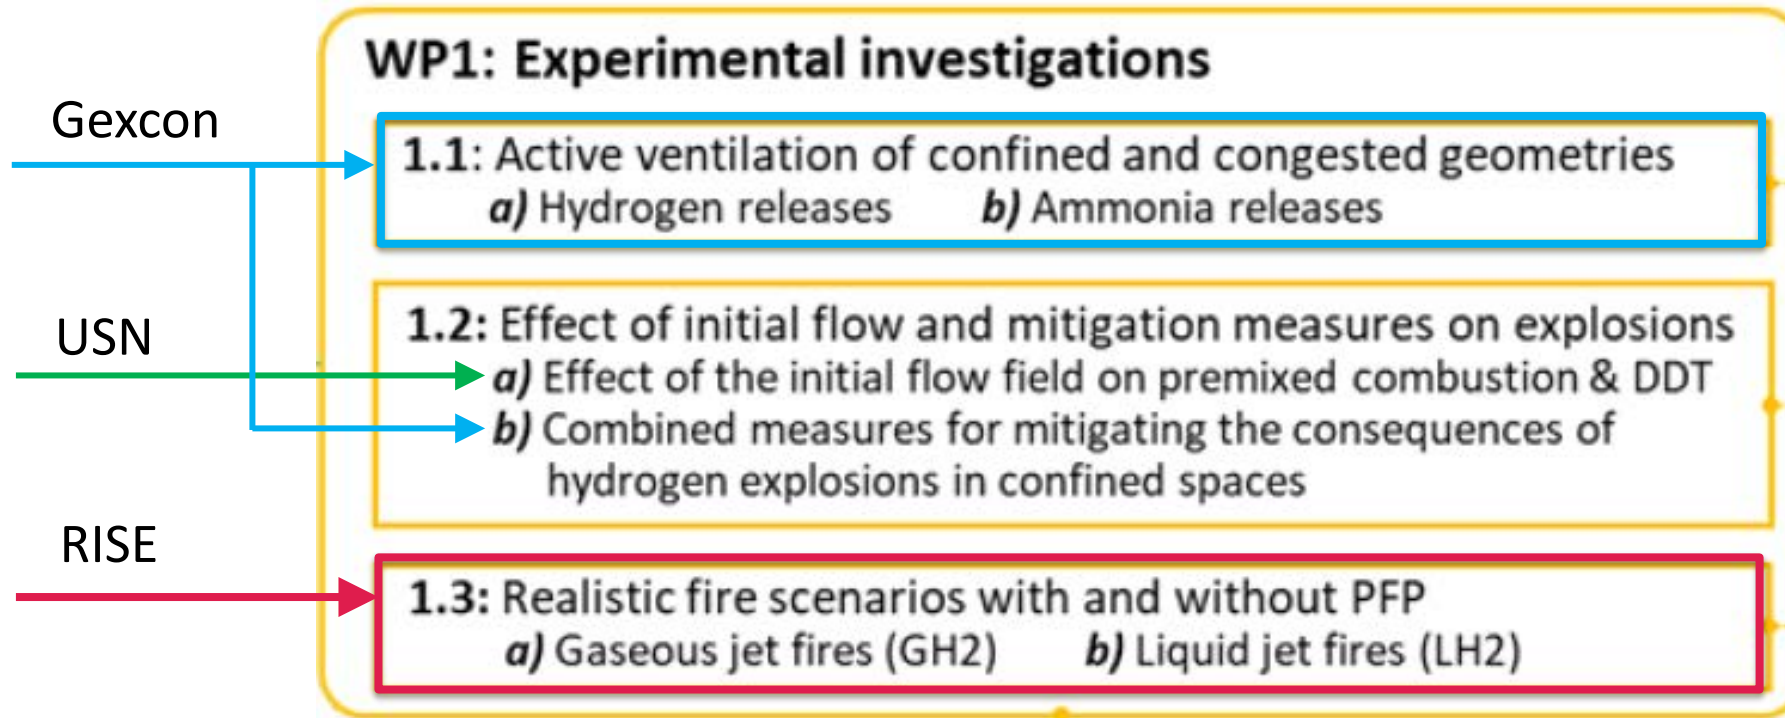 WP1: Experimental investigations
Gexcon
1.1: Active ventilation of confined and congested geometries
a) Hydrogen releases b) Ammonia releases
USN
1.2: Effect of initial flow and mitigation measures on explosions
a) Effect of the initial flow field on premixed combustion & DDT
b) Combined measures for mitigating the consequences of
hydrogen explosions in confined spaces
RISE
1.3: Realistic fire scenarios with and without PFP
a) Gaseous jet fires (GH2) b) Liquid jet fires (LH2)